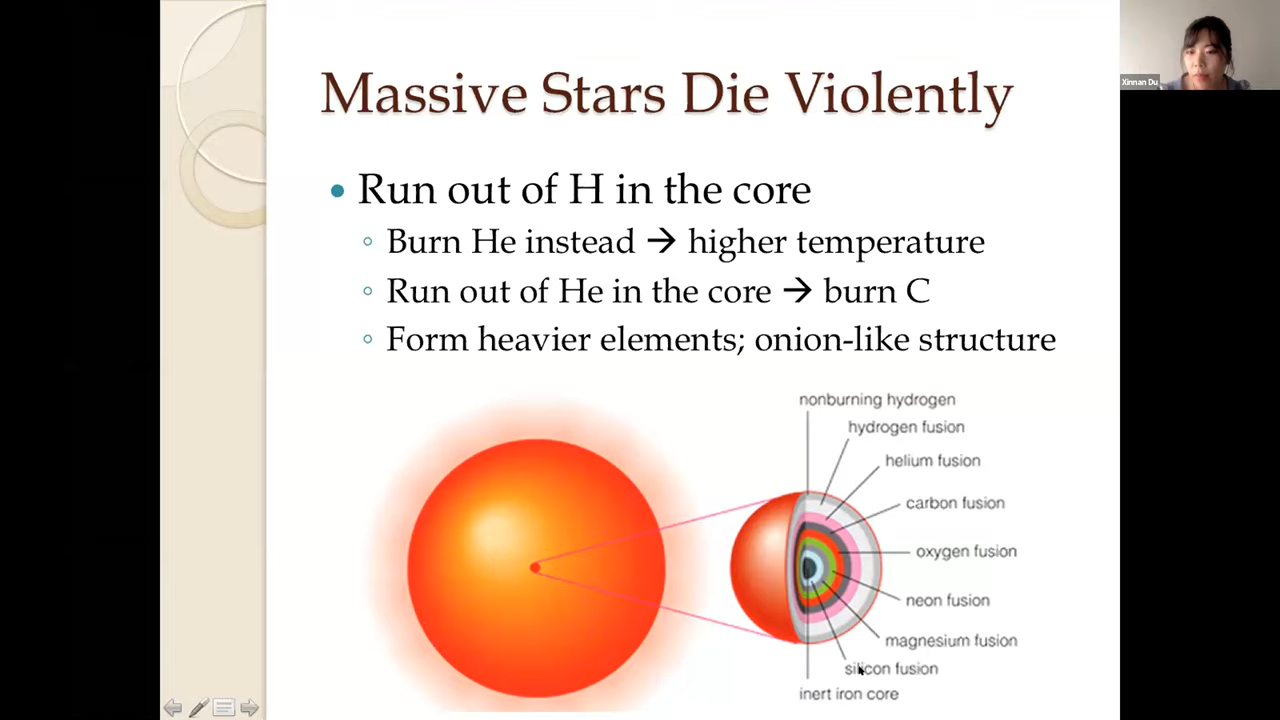 Massive Stars Die Violently
Xinnan Du
• Run out of H in the core
◦ Burn He instead → higher temperature
◦ Run out of He in the core → burn C
◦ Form heavier elements; onion-like structure
nonburning hydrogen
hydrogen fusion
helium fusion
carbon fusion
oxygen fusion
neon fusion
magnesium fusion
silicon fusion
inert iron core